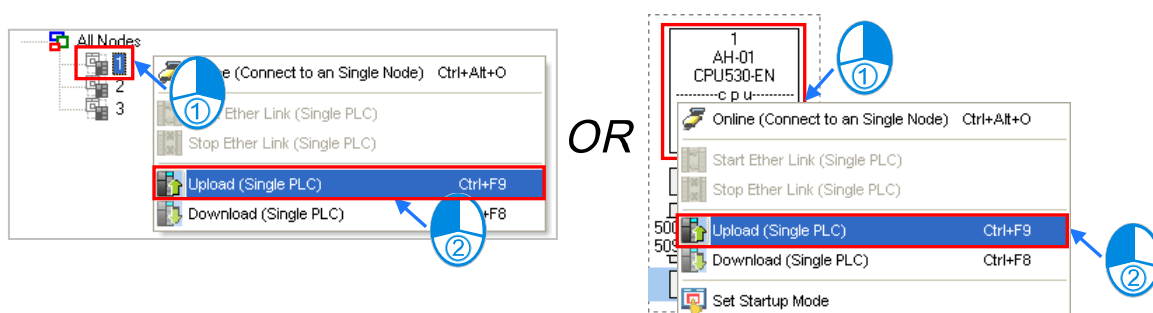 All Nodes
1
2
3
e (Connect to an Single Node) Ctrl+Alt+O
Ether Link (Single PLC)
Stop Ether Link (Single PLC)
Upload (Single PLC) Ctrl+F9
Download (Single PLC) +F8
①
②
OR
1
AH-01
CPU530-EN
--------c p u--------
①
Online (Connect to an Single Node) Ctrl+Alt+O
Start Ether Link (Single PLC)
Stop Ether Link (Single PLC)
Upload (Single PLC) Ctrl+F9
Download (Single PLC) Ctrl+F8
Set Startup Mode
500
509
②